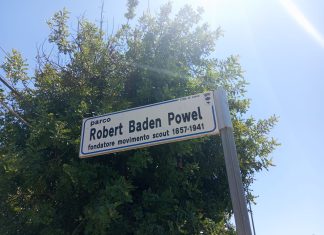 parco
Robert Baden Powel
fondatore movimento scout 1857-1941